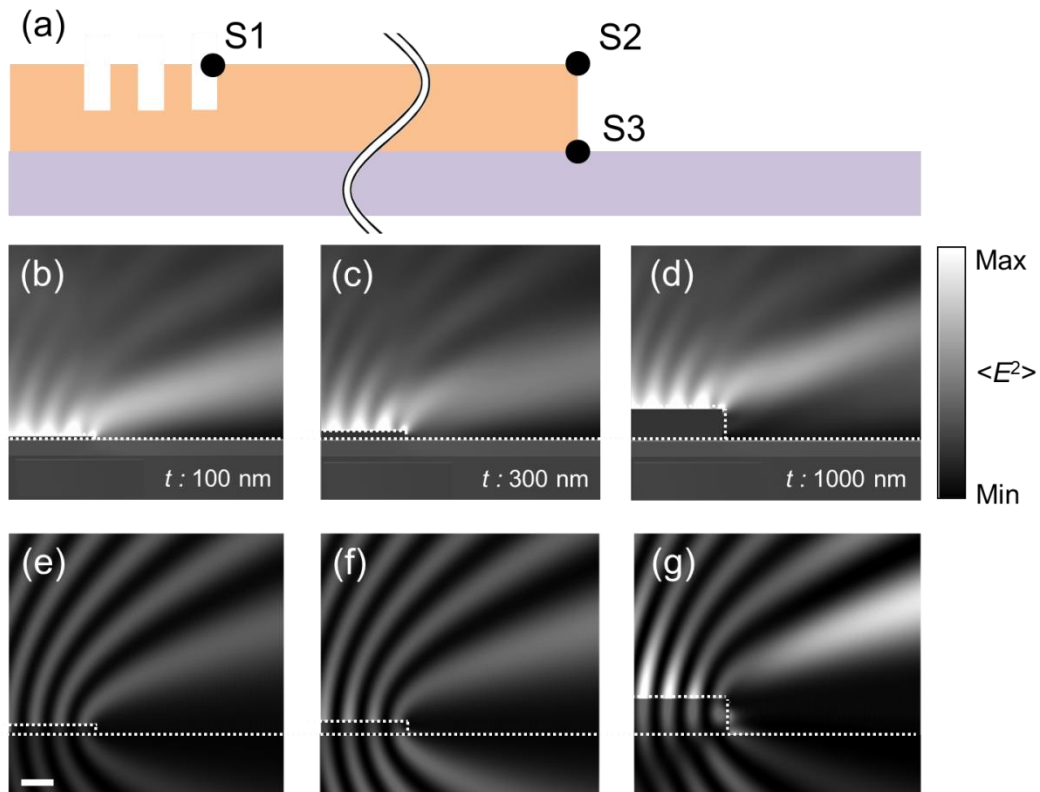 (a)
S1
S2
S3
(b)
(c)
(d)
t : 100 nm
t : 300 nm
t : 1000 nm
Max
<E²>
Min
(e)
(f)
(g)